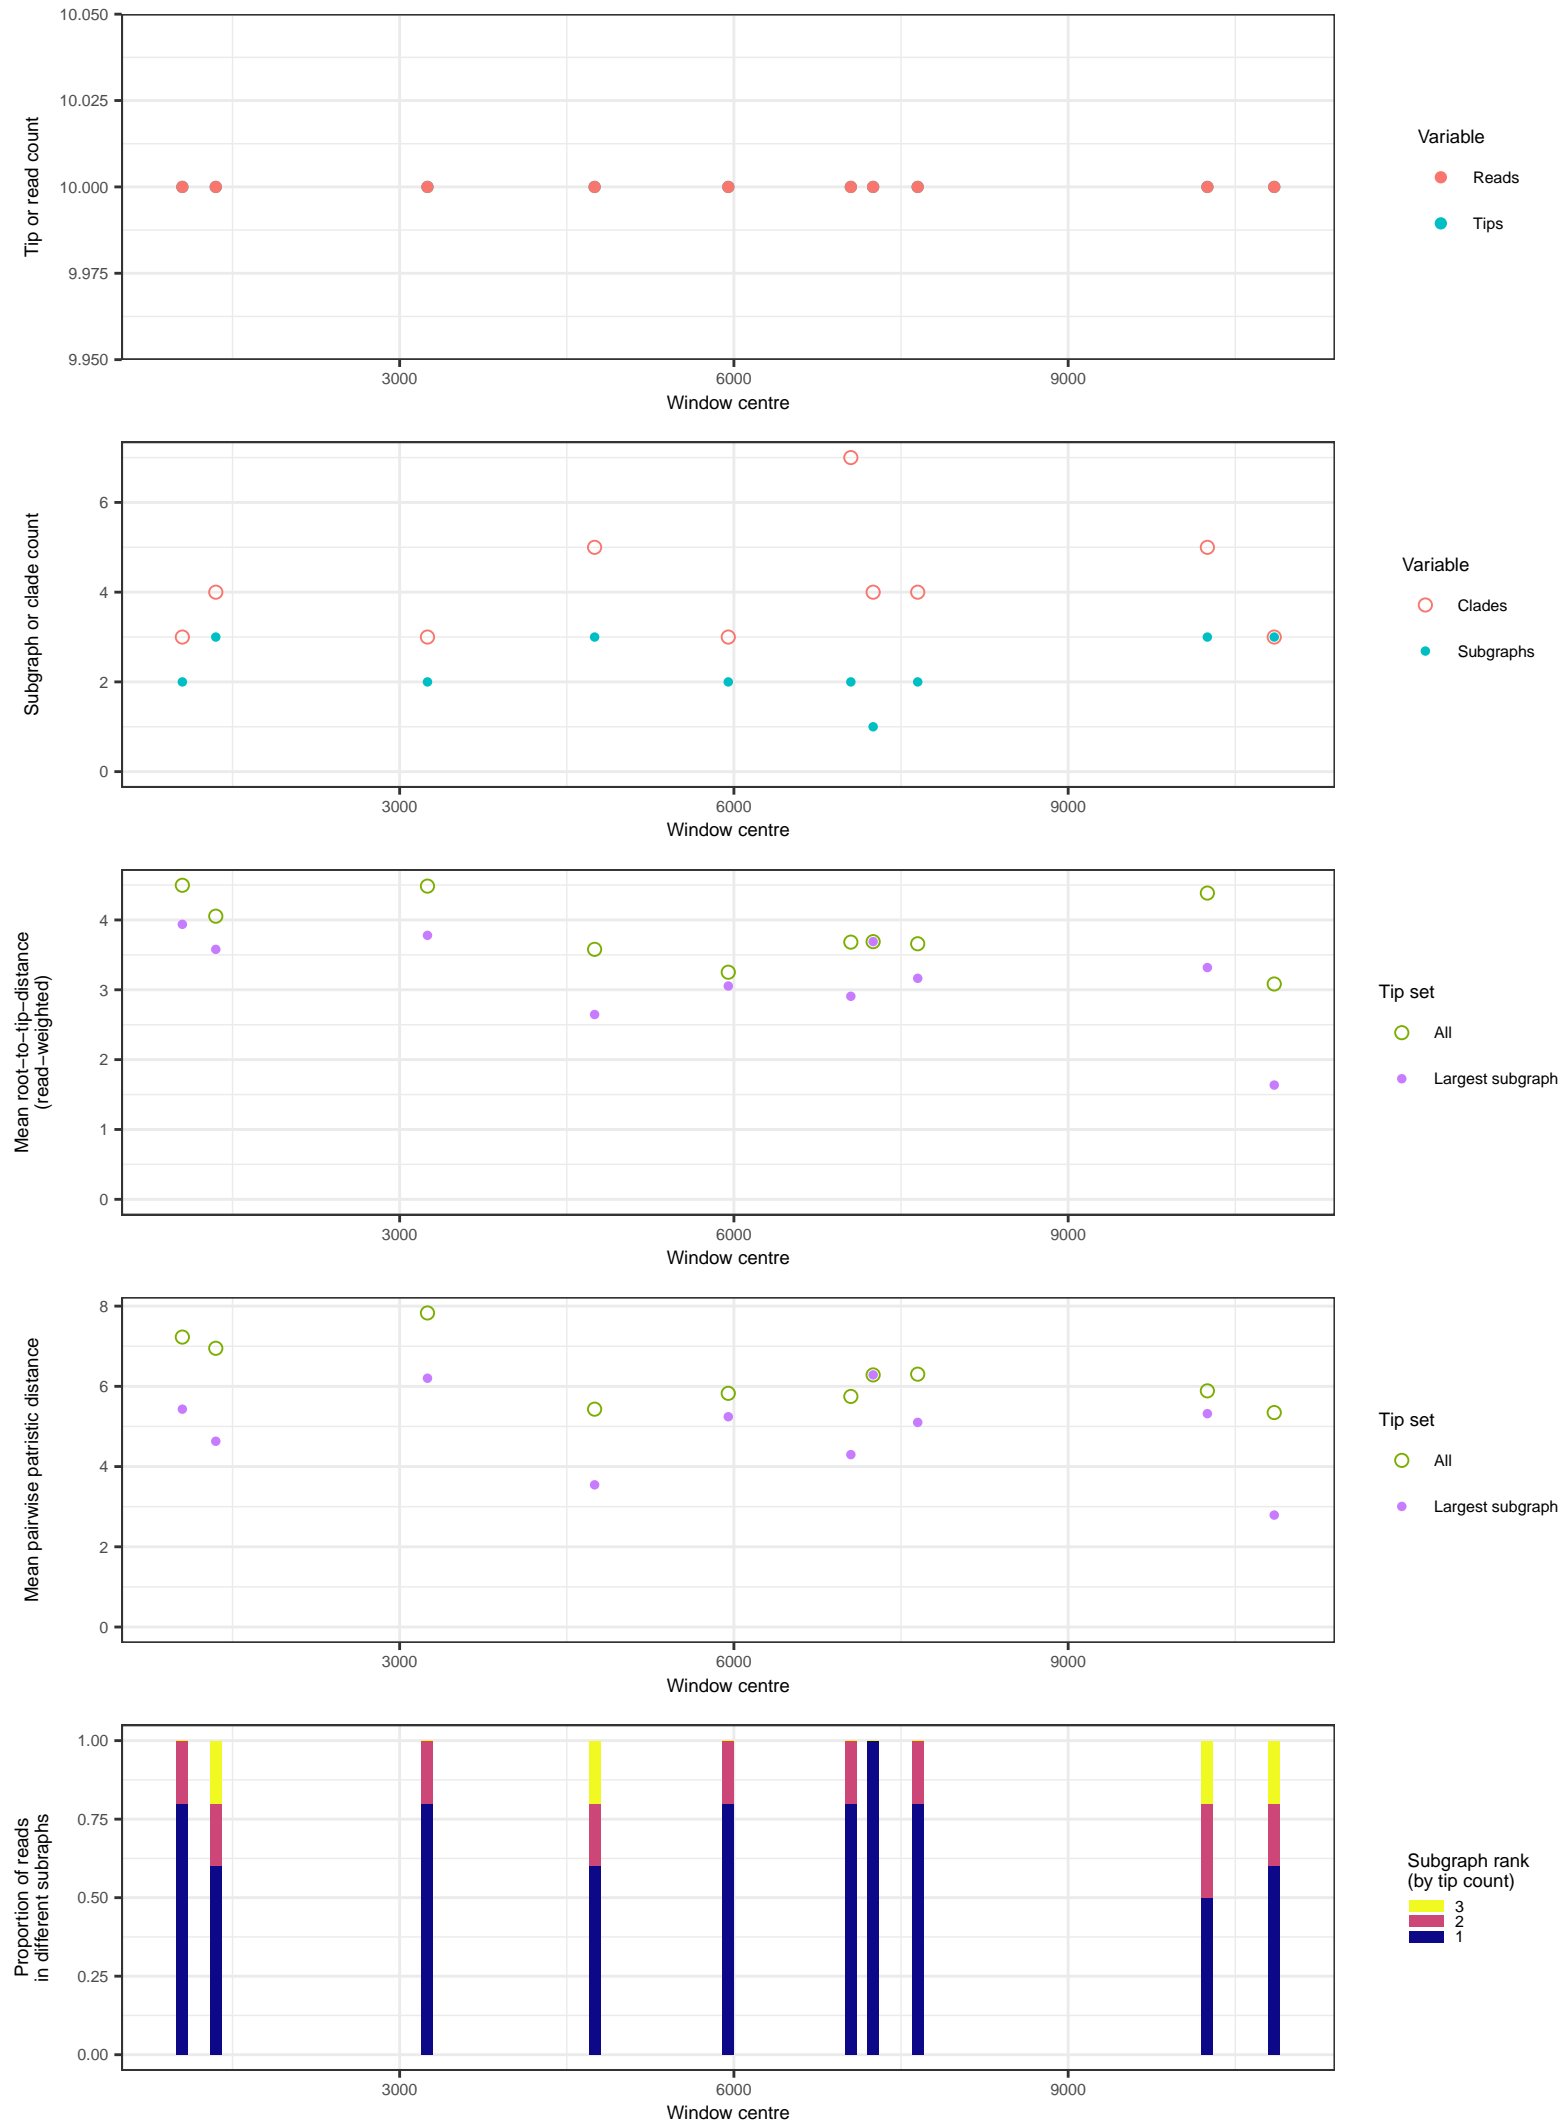 10.050
10.025
10.000
9.975
9.950
Tip or read count
3000 6000 9000
Window centre
Variable
Reads
Tips
6
4
2
0
Subgraph or clade count
3000 6000 9000
Window centre
Variable
Clades
Subgraphs
4
3
2
1
0
Mean root−to−tip−distance
(read−weighted)
3000 6000 9000
Window centre
Tip set
All
Largest subgraph
8
6
4
2
0
Mean pairwise patristic distance
3000 6000 9000
Window centre
Tip set
All
Largest subgraph
1.00
0.75
0.50
0.25
0.00
Proportion of reads
in different subraphs
3000 6000 9000
Window centre
Subgraph rank
(by tip count)
3
2
1